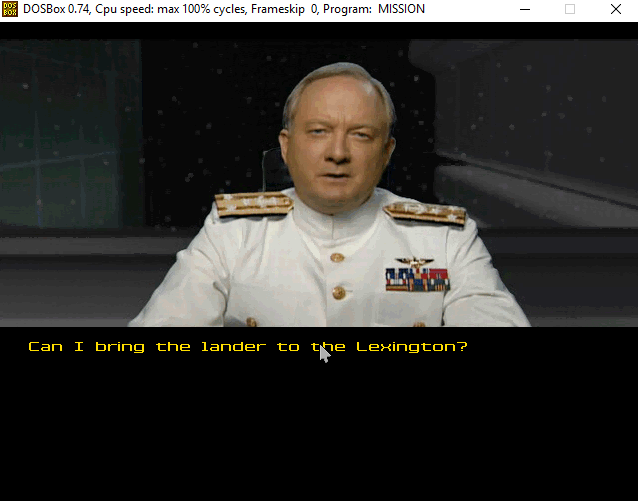 DOS
BOX
DOSBox 0.74, Cpu speed: max 100% cycles, Frameskip 0, Program: MISSION
Can I bring the lander to the Lexington?